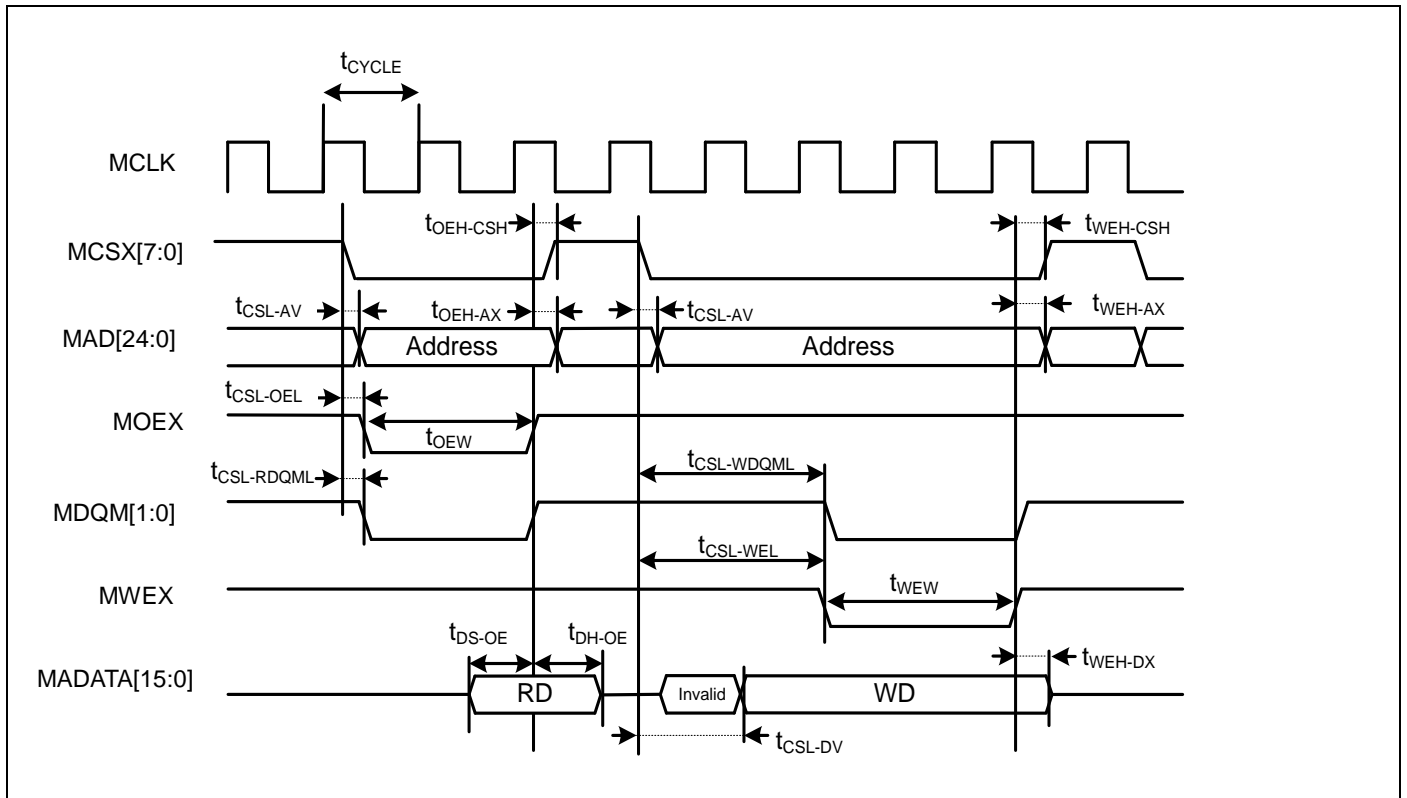 tCYCLE
MCLK
tOEH-CSH
tWEH-CSH
MCSX[7:0]
tCSL-AV
tOEH-AX
tCSL-AV
tWEH-AX
MAD[24:0]
Address
Address
tCSL-OEL
MOEX
tOEW
tCSL-RDQML
tCSL-WDQML
MDQM[1:0]
tCSL-WEL
MWEX
tWEW
tDS-OE
tDH-OE
tWEH-DX
MADATA[15:0]
RD
Invalid
WD
tCSL-DV